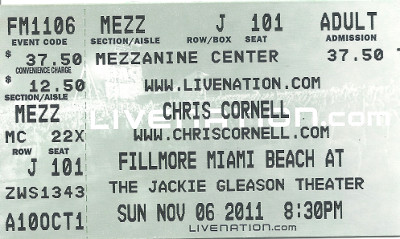 FM1106 MEZZ J 101 ADULT
EVENT CODE SECTION/AISLE ROW/BOX SEAT ADMISSION
$ 37.50 MEZZANINE CENTER 37.50
CONVENIENCE CHARGE
$ 12.50 WWW.LIVENATION.COM
SECTION/AISLE
MEZZ CHRIS CORNELL
LIVENATION.com
MC 22X WWW.CHRISCORNELL.COM
ROW SEAT
J 101 FILLMORE MIAMI BEACH AT
ZWS1343 THE JACKIE GLEASON THEATER
A10OCT1 SUN NOV 06 2011 8:30PM
LIVENATION.com